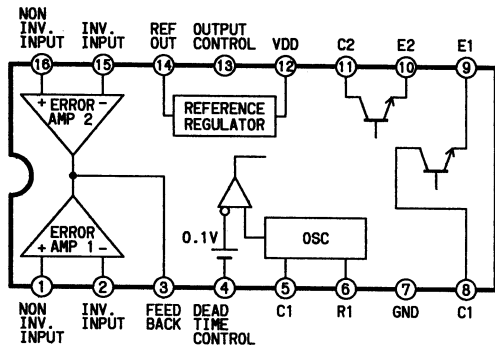 NON
INV.
INPUT
INV.
INPUT
REF
OUT
OUTPUT
CONTROL
VDD
C2
E2
E1
16
15
14
13
12
11
10
9
+ ERROR -
AMP 2
REFERENCE
REGULATOR
0.1V
OSC
ERROR
+ AMP 1 -
1
2
3
4
5
6
7
8
NON
INV.
INPUT
INV.
INPUT
FEED
BACK
DEAD
TIME
CONTROL
C1
R1
GND
C1